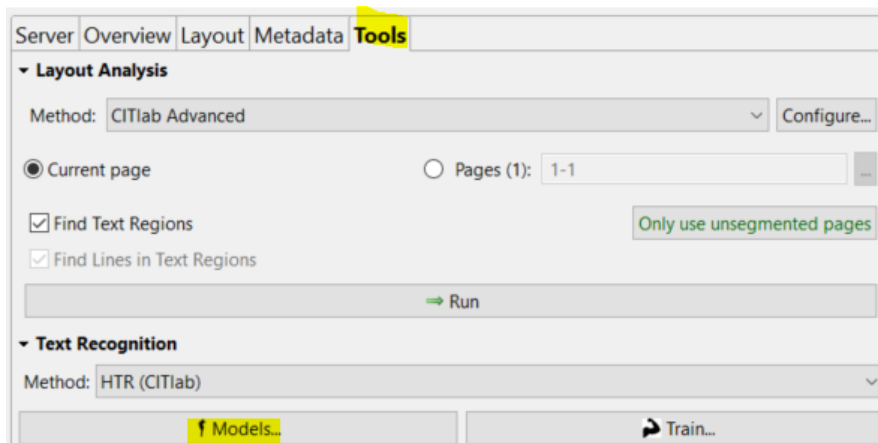 Server Overview Layout Metadata Tools
Layout Analysis
Method: CITlab Advanced Configure...
Current page Pages (1): 1-1 ...
Find Text Regions Only use unsegmented pages
Find Lines in Text Regions
Run
Text Recognition
Method: HTR (CITlab)
Models... Train...